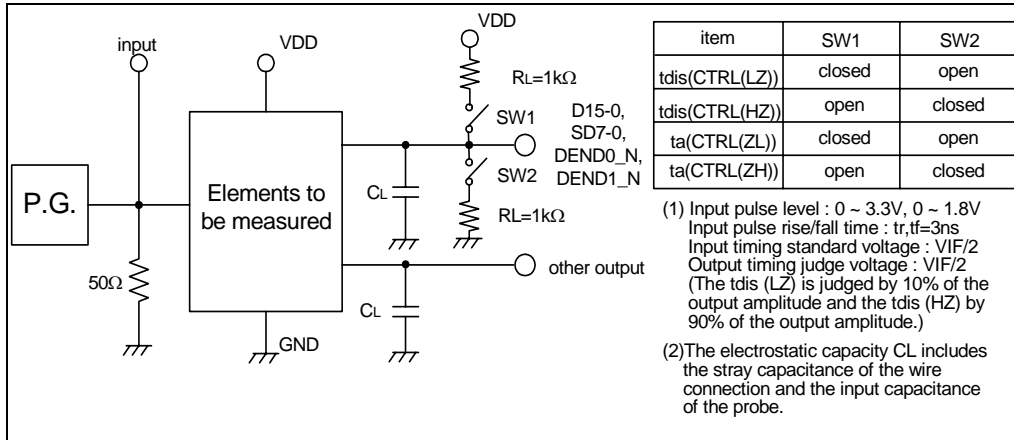 input
VDD
VDD
RL=1kΩ
SW1
D15-0,
SD7-0,
DEND0_N,
DEND1_N
SW2
P.G.
Elements to
be measured
CL
RL=1kΩ
50Ω
other output
CL
GND
item SW1 SW2
tdis(CTRL(LZ)) closed open
tdis(CTRL(HZ)) open closed
ta(CTRL(ZL)) closed open
ta(CTRL(ZH)) open closed
(1) Input pulse level : 0 ~ 3.3V, 0 ~ 1.8V
Input pulse rise/fall time : tr,tf=3ns
Input timing standard voltage : VIF/2
Output timing judge voltage : VIF/2
(The tdis (LZ) is judged by 10% of the
output amplitude and the tdis (HZ) by
90% of the output amplitude.)
(2)The electrostatic capacity CL includes
the stray capacitance of the wire
connection and the input capacitance
of the probe.